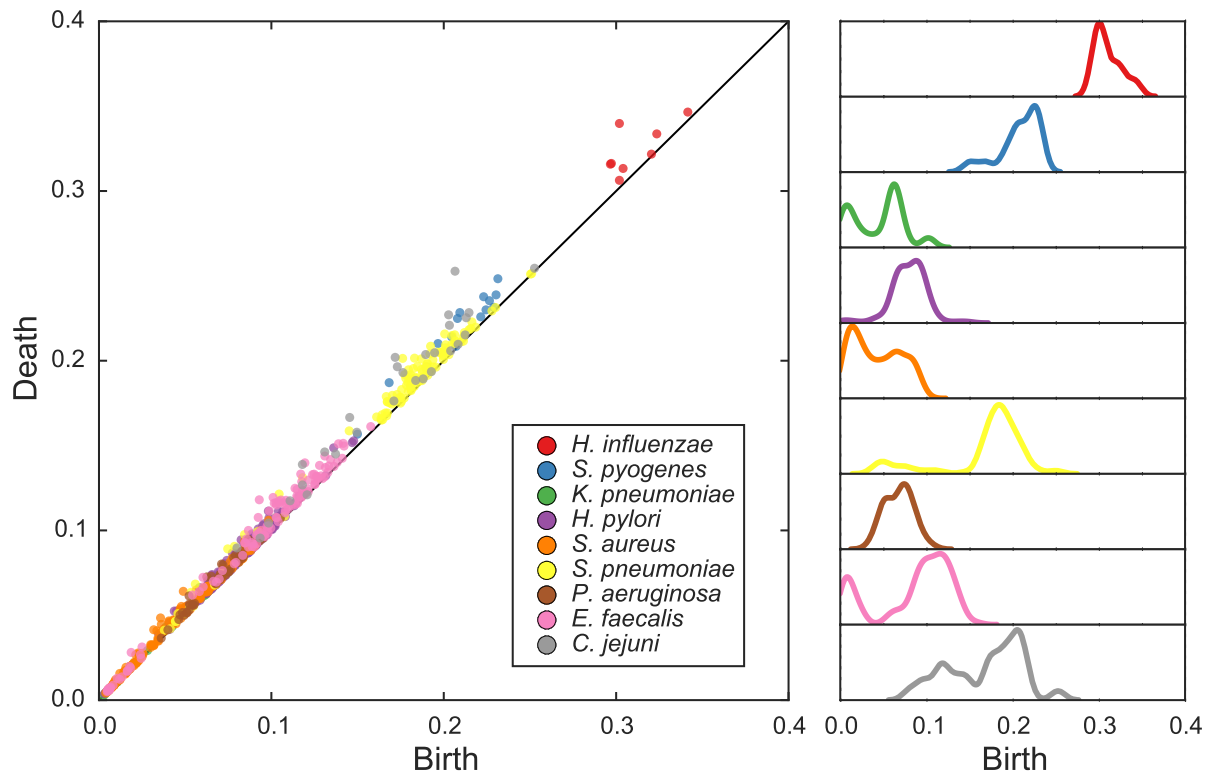 0.4
0.3
0.2
0.1
0.0
Death
0.0 0.1 0.2 0.3 0.4
Birth
H. influenzae
S. pyogenes
K. pneumoniae
H. pylori
S. aureus
S. pneumoniae
P. aeruginosa
E. faecalis
C. jejuni
0.0 0.1 0.2 0.3 0.4
Birth